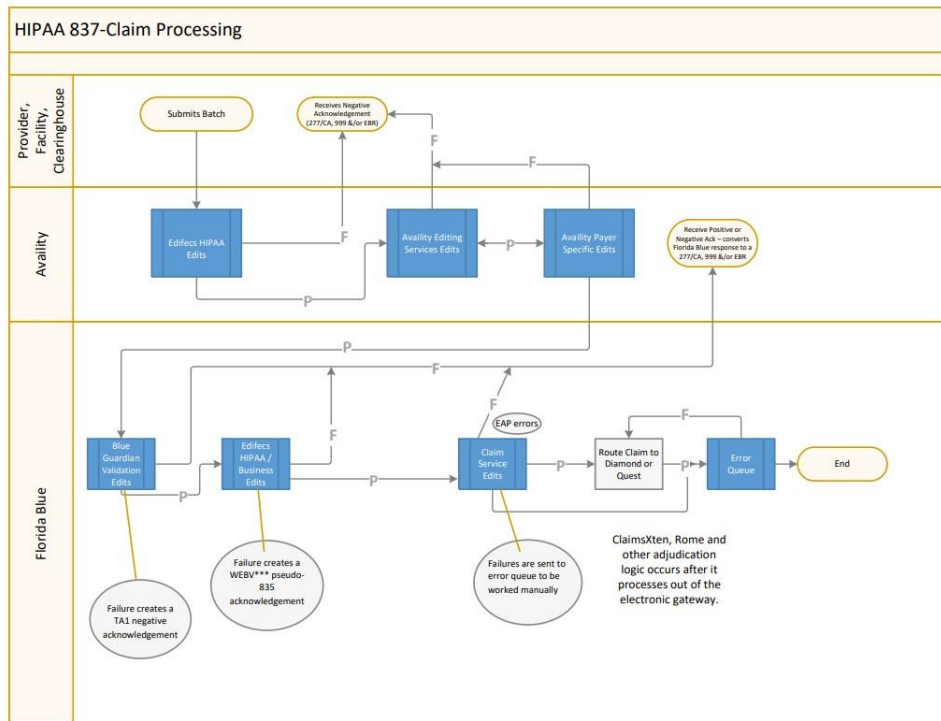 HIPAA 837-Claim Processing
Provider,
Facility,
Clearinghouse
Submits Batch
Receives Negative
Acknowledgement
(277/CA, 999 &/or EBR)
F
F
Availity
Edifecs HIPAA
Edits
F
Availity Editing
Services Edits
P
Availity Payer
Specific Edits
Receive Positive or
Negative Ack – converts
Florida Blue response to a
277/CA, 999 &/or EBR
P
Florida Blue
P
F
F
F
EAP errors
F
Blue
Guardian
Validation
Edits
P
Edifecs
HIPAA /
Business
Edits
P
Claim
Service
Edits
P
Route Claim to
Diamond or
Quest
P
Error
Queue
End
Failure creates a
TA1 negative
acknowledgement
Failure creates a
WEBV*** pseudo-
835
acknowledgement
Failures are sent to
error queue to be
worked manually
ClaimsXten, Rome and
other adjudication
logic occurs after it
processes out of the
electronic gateway.